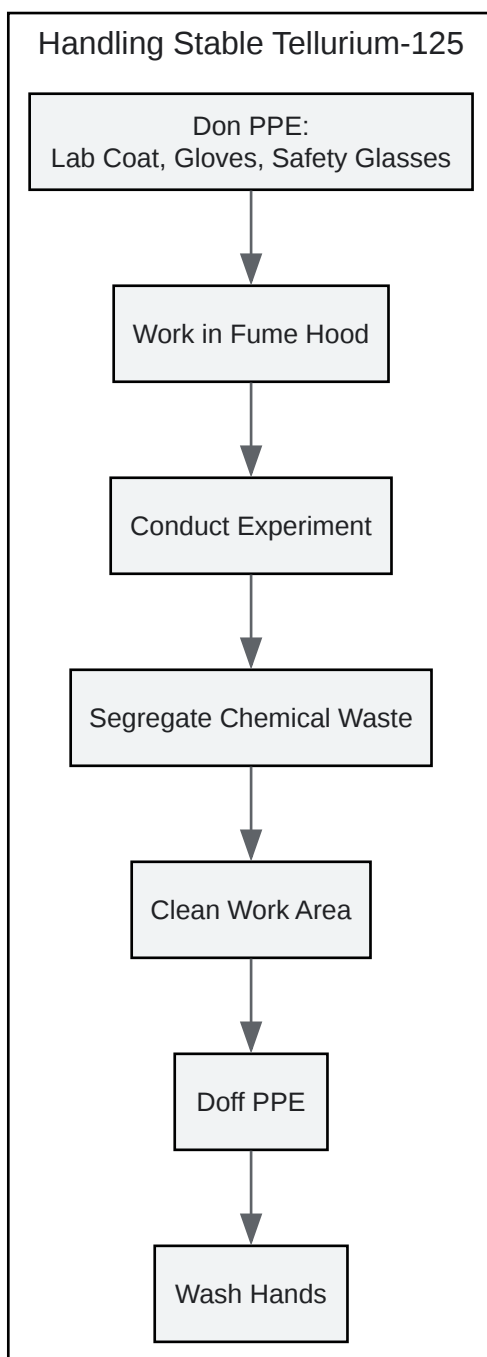 Handling Stable Tellurium-125
Don PPE:
Lab Coat, Gloves, Safety Glasses
Work in Fume Hood
Conduct Experiment
Segregate Chemical Waste
Clean Work Area
Doff PPE
Wash Hands